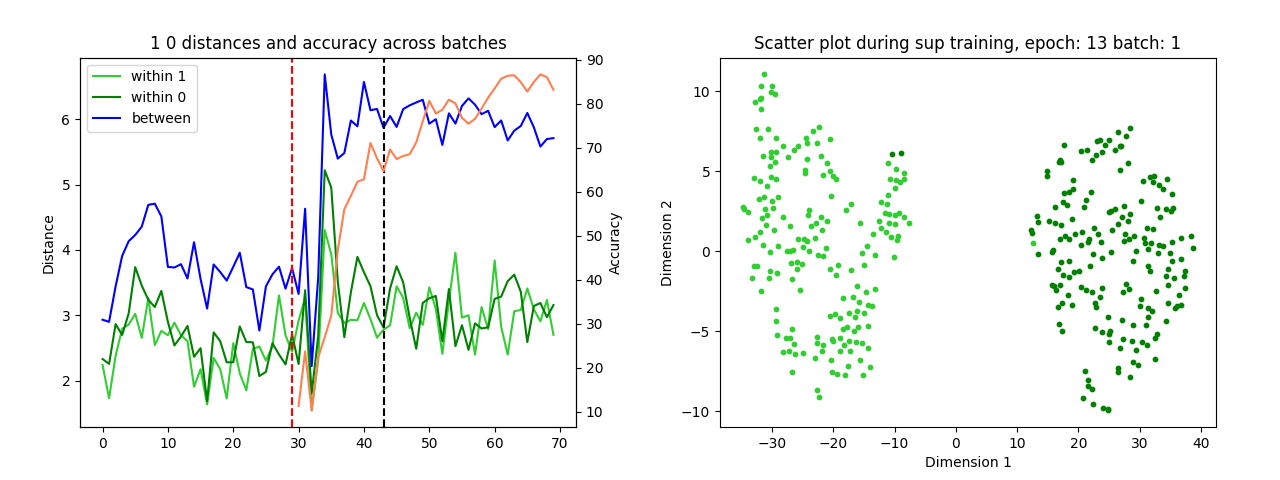 1 0 distances and accuracy across batches
within 1
within 0
between
Distance
2
3
4
5
6
Accuracy
10
20
30
40
50
60
70
80
90
0 10 20 30 40 50 60 70
Scatter plot during sup training, epoch: 13 batch: 1
Dimension 2
10
5
0
−5
−10
−30 −20 −10 0 10 20 30 40
Dimension 1